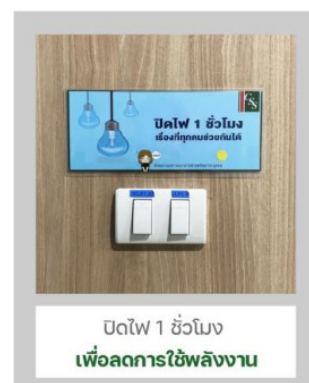 ปิดไฟ 1 ชั่วโมง
เรื่องที่ทุกคนช่วยกันได้
ปิดไฟ 1 ชั่วโมง
เพื่อลดการใช้พลังงาน